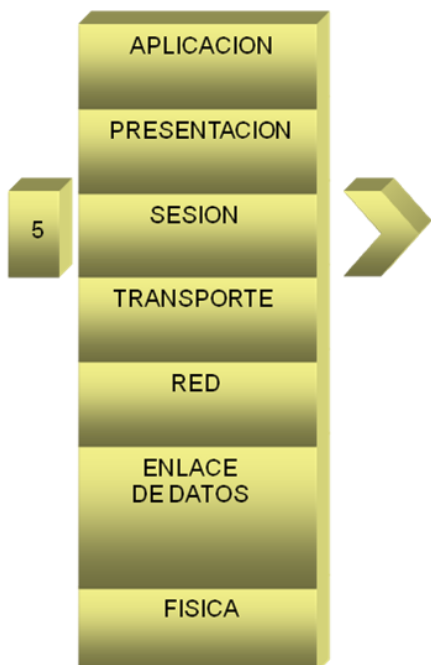 APLICACION
PRESENTACION
5
SESION
TRANSPORTE
RED
ENLACE
DE DATOS
FISICA